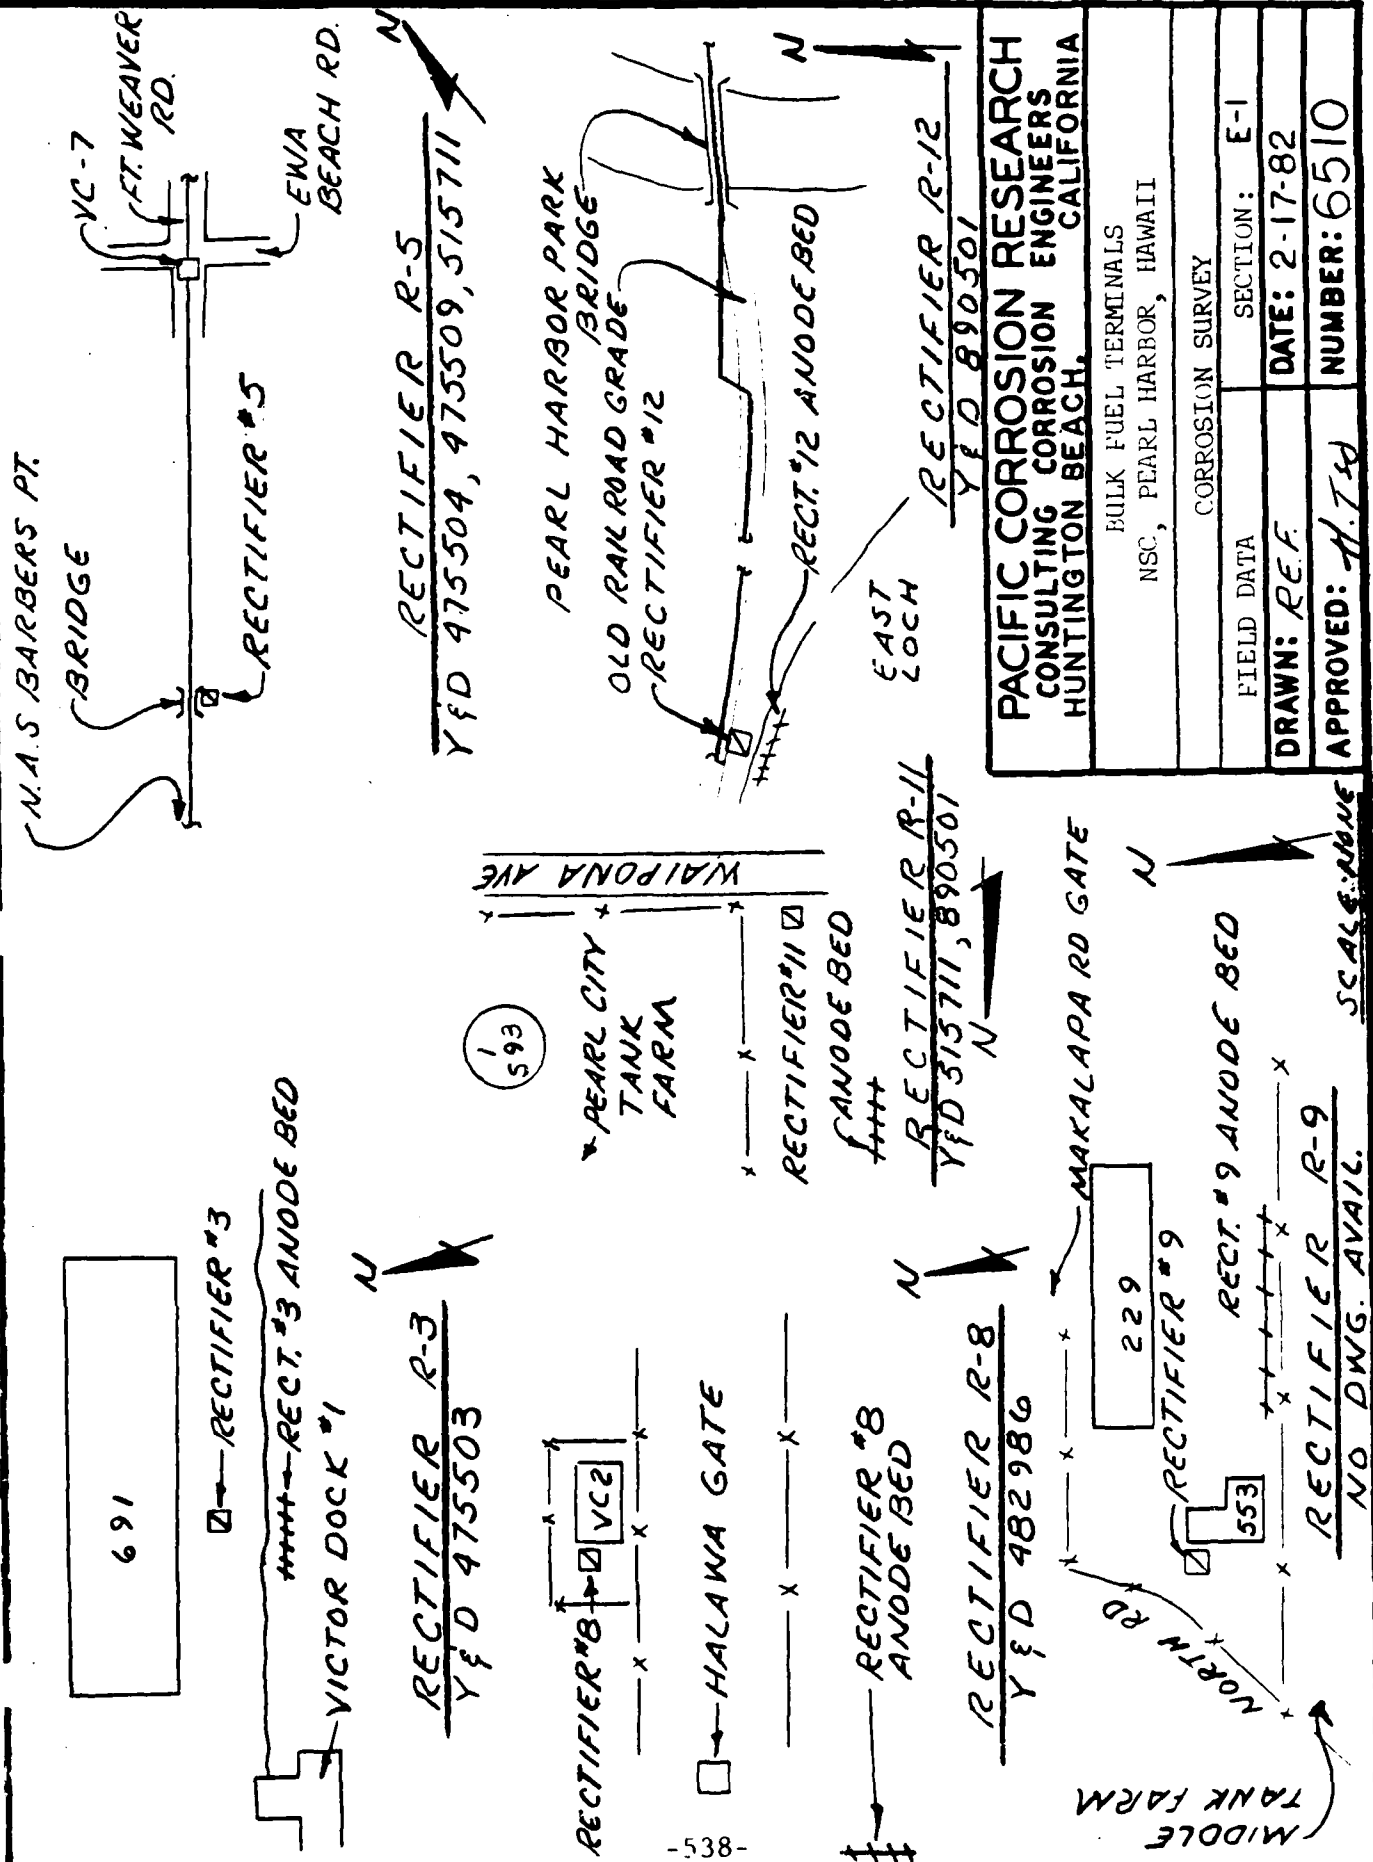 691
RECTIFIER #3
RECT. #3 ANODE BED
VICTOR DOCK #1
RECTIFIER R-3
Y & D 475503
N
N.A.S BARBERS PT.
BRIDGE
RECTIFIER #5
VC-7
FT. WEAVER
RD.
EWA
BEACH RD.
N
RECTIFIER R-5
Y & D 475504, 475509, 515711
VC2
RECTIFIER #8
HALAWA GATE
RECTIFIER #8
ANODE BED
RECTIFIER R-8
Y & D 482986
N
1
593
PEARL CITY
TANK
FARM
WAIPONA AVE
RECTIFIER #11
ANODE BED
RECTIFIER R-11
Y & D 515711, 890501
N
PEARL HARBOR PARK
BRIDGE
OLD RAILROAD GRADE
RECTIFIER #12
RECT. #12 ANODE BED
EAST
LOCH
N
RECTIFIER R-12
Y & D 890501
MAKALAPA RD GATE
229
RECTIFIER #9
553
RECT. #9 ANODE BED
NORTH RD
MIDDLE
TANK FARM
RECTIFIER R-9
NO DWG. AVAIL.
N
SCALE: NONE
PACIFIC CORROSION RESEARCH
CONSULTING CORROSION ENGINEERS
HUNTINGTON BEACH, CALIFORNIA
BULK FUEL TERMINALS
NSC, PEARL HARBOR, HAWAII
CORROSION SURVEY
FIELD DATA SECTION: E-1
DRAWN: R.E.F. DATE: 2-17-82
APPROVED: NUMBER: 6510
-538-